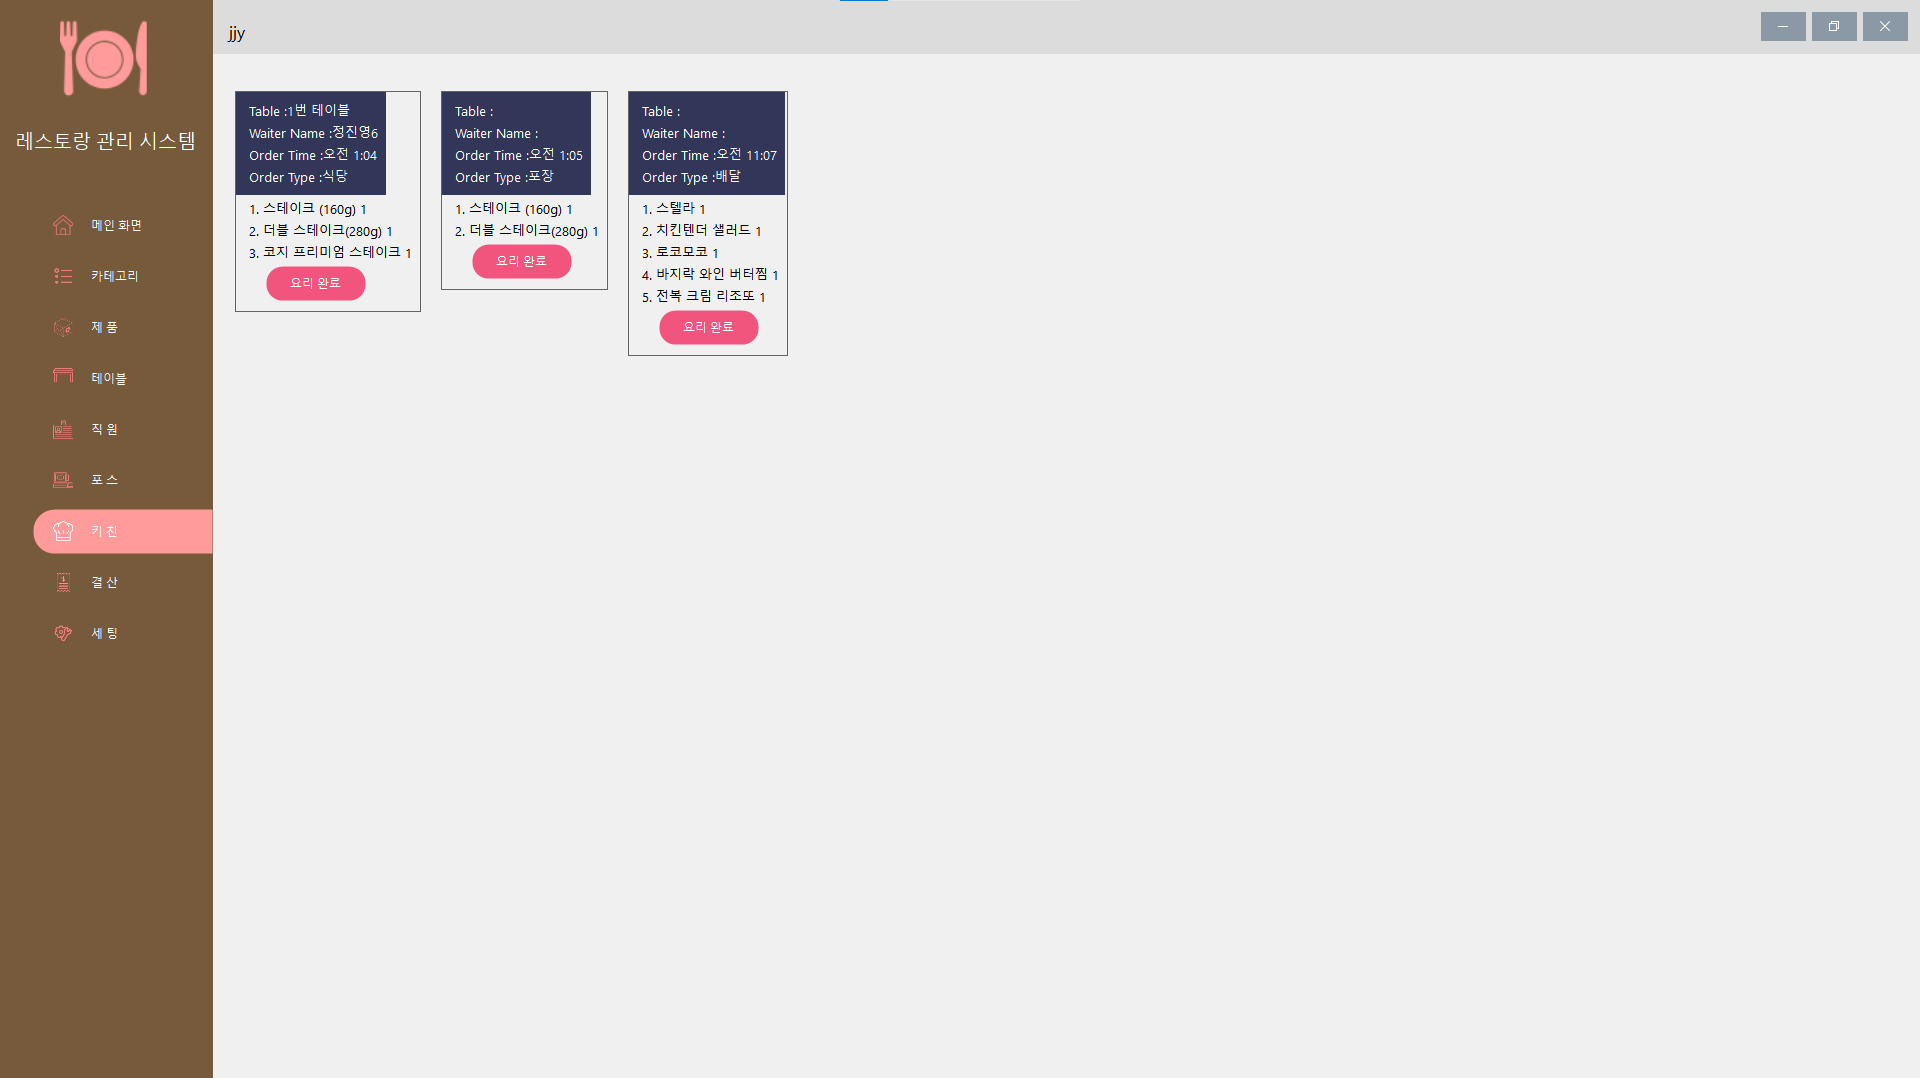 레스토랑 관리 시스템
메인 화면
카테고리
제 품
테이블
직 원
포 스
키 진
결 산
세 팅
jjy
Table :1번 테이블
Waiter Name :정진영6
Order Time :오전 1:04
Order Type :식당
1. 스테이크 (160g) 1
2. 더블 스테이크(280g) 1
3. 코지 프리미엄 스테이크 1
요리 완료
Table :
Waiter Name :
Order Time :오전 1:05
Order Type :포장
1. 스테이크 (160g) 1
2. 더블 스테이크(280g) 1
요리 완료
Table :
Waiter Name :
Order Time :오전 11:07
Order Type :배달
1. 스텔라 1
2. 치킨텐더 샐러드 1
3. 로코모코 1
4. 바지락 와인 버터찜 1
5. 전복 크림 리조또 1
요리 완료